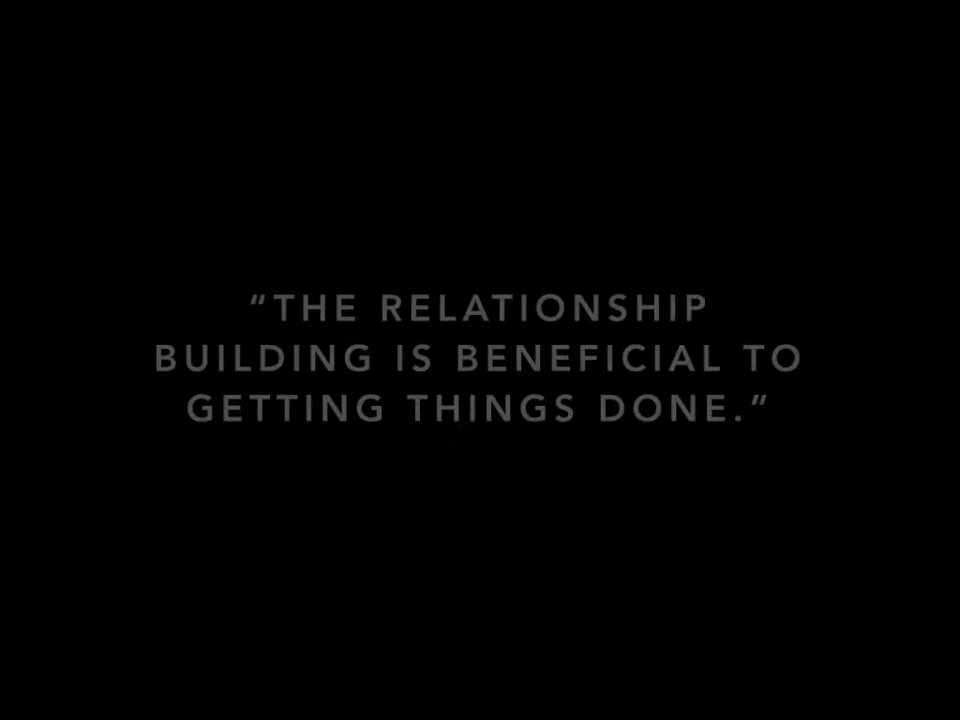 “THE RELATIONSHIP
BUILDING IS BENEFICIAL TO
GETTING THINGS DONE.”